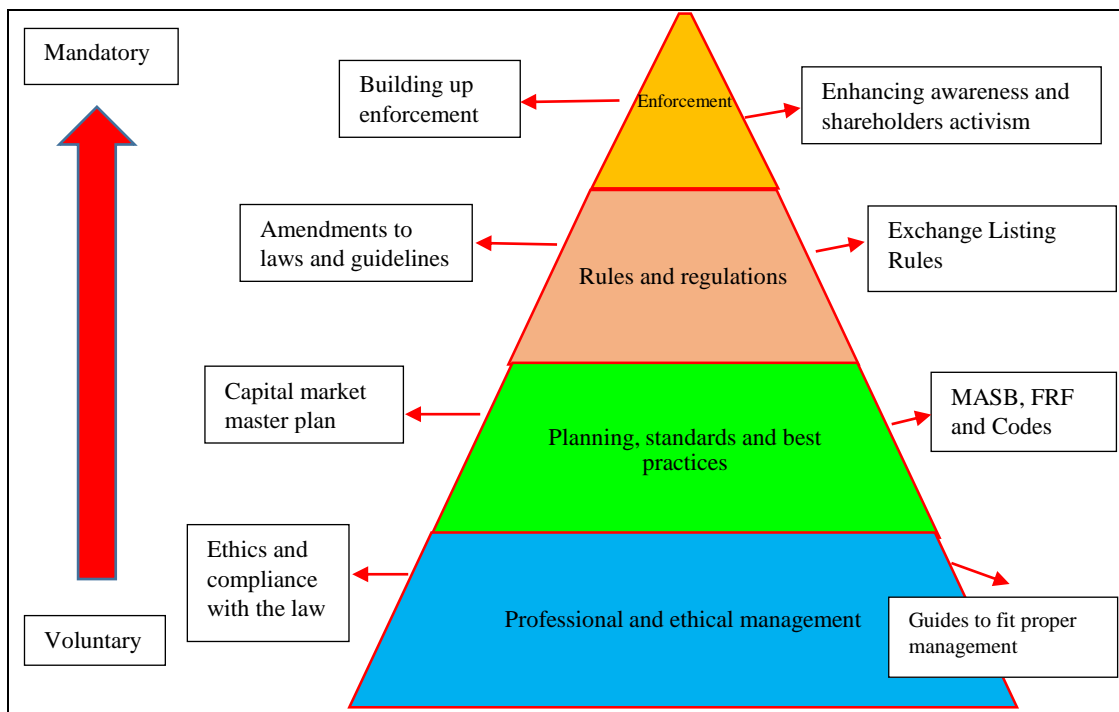 Mandatory
Building up
enforcement
Enforcement
Enhancing awareness and
shareholders activism
Amendments to
laws and guidelines
Rules and regulations
Exchange Listing
Rules
Capital market
master plan
Planning, standards and best
practices
MASB, FRF
and Codes
Ethics and
compliance
with the law
Professional and ethical management
Guides to fit proper
management
Voluntary